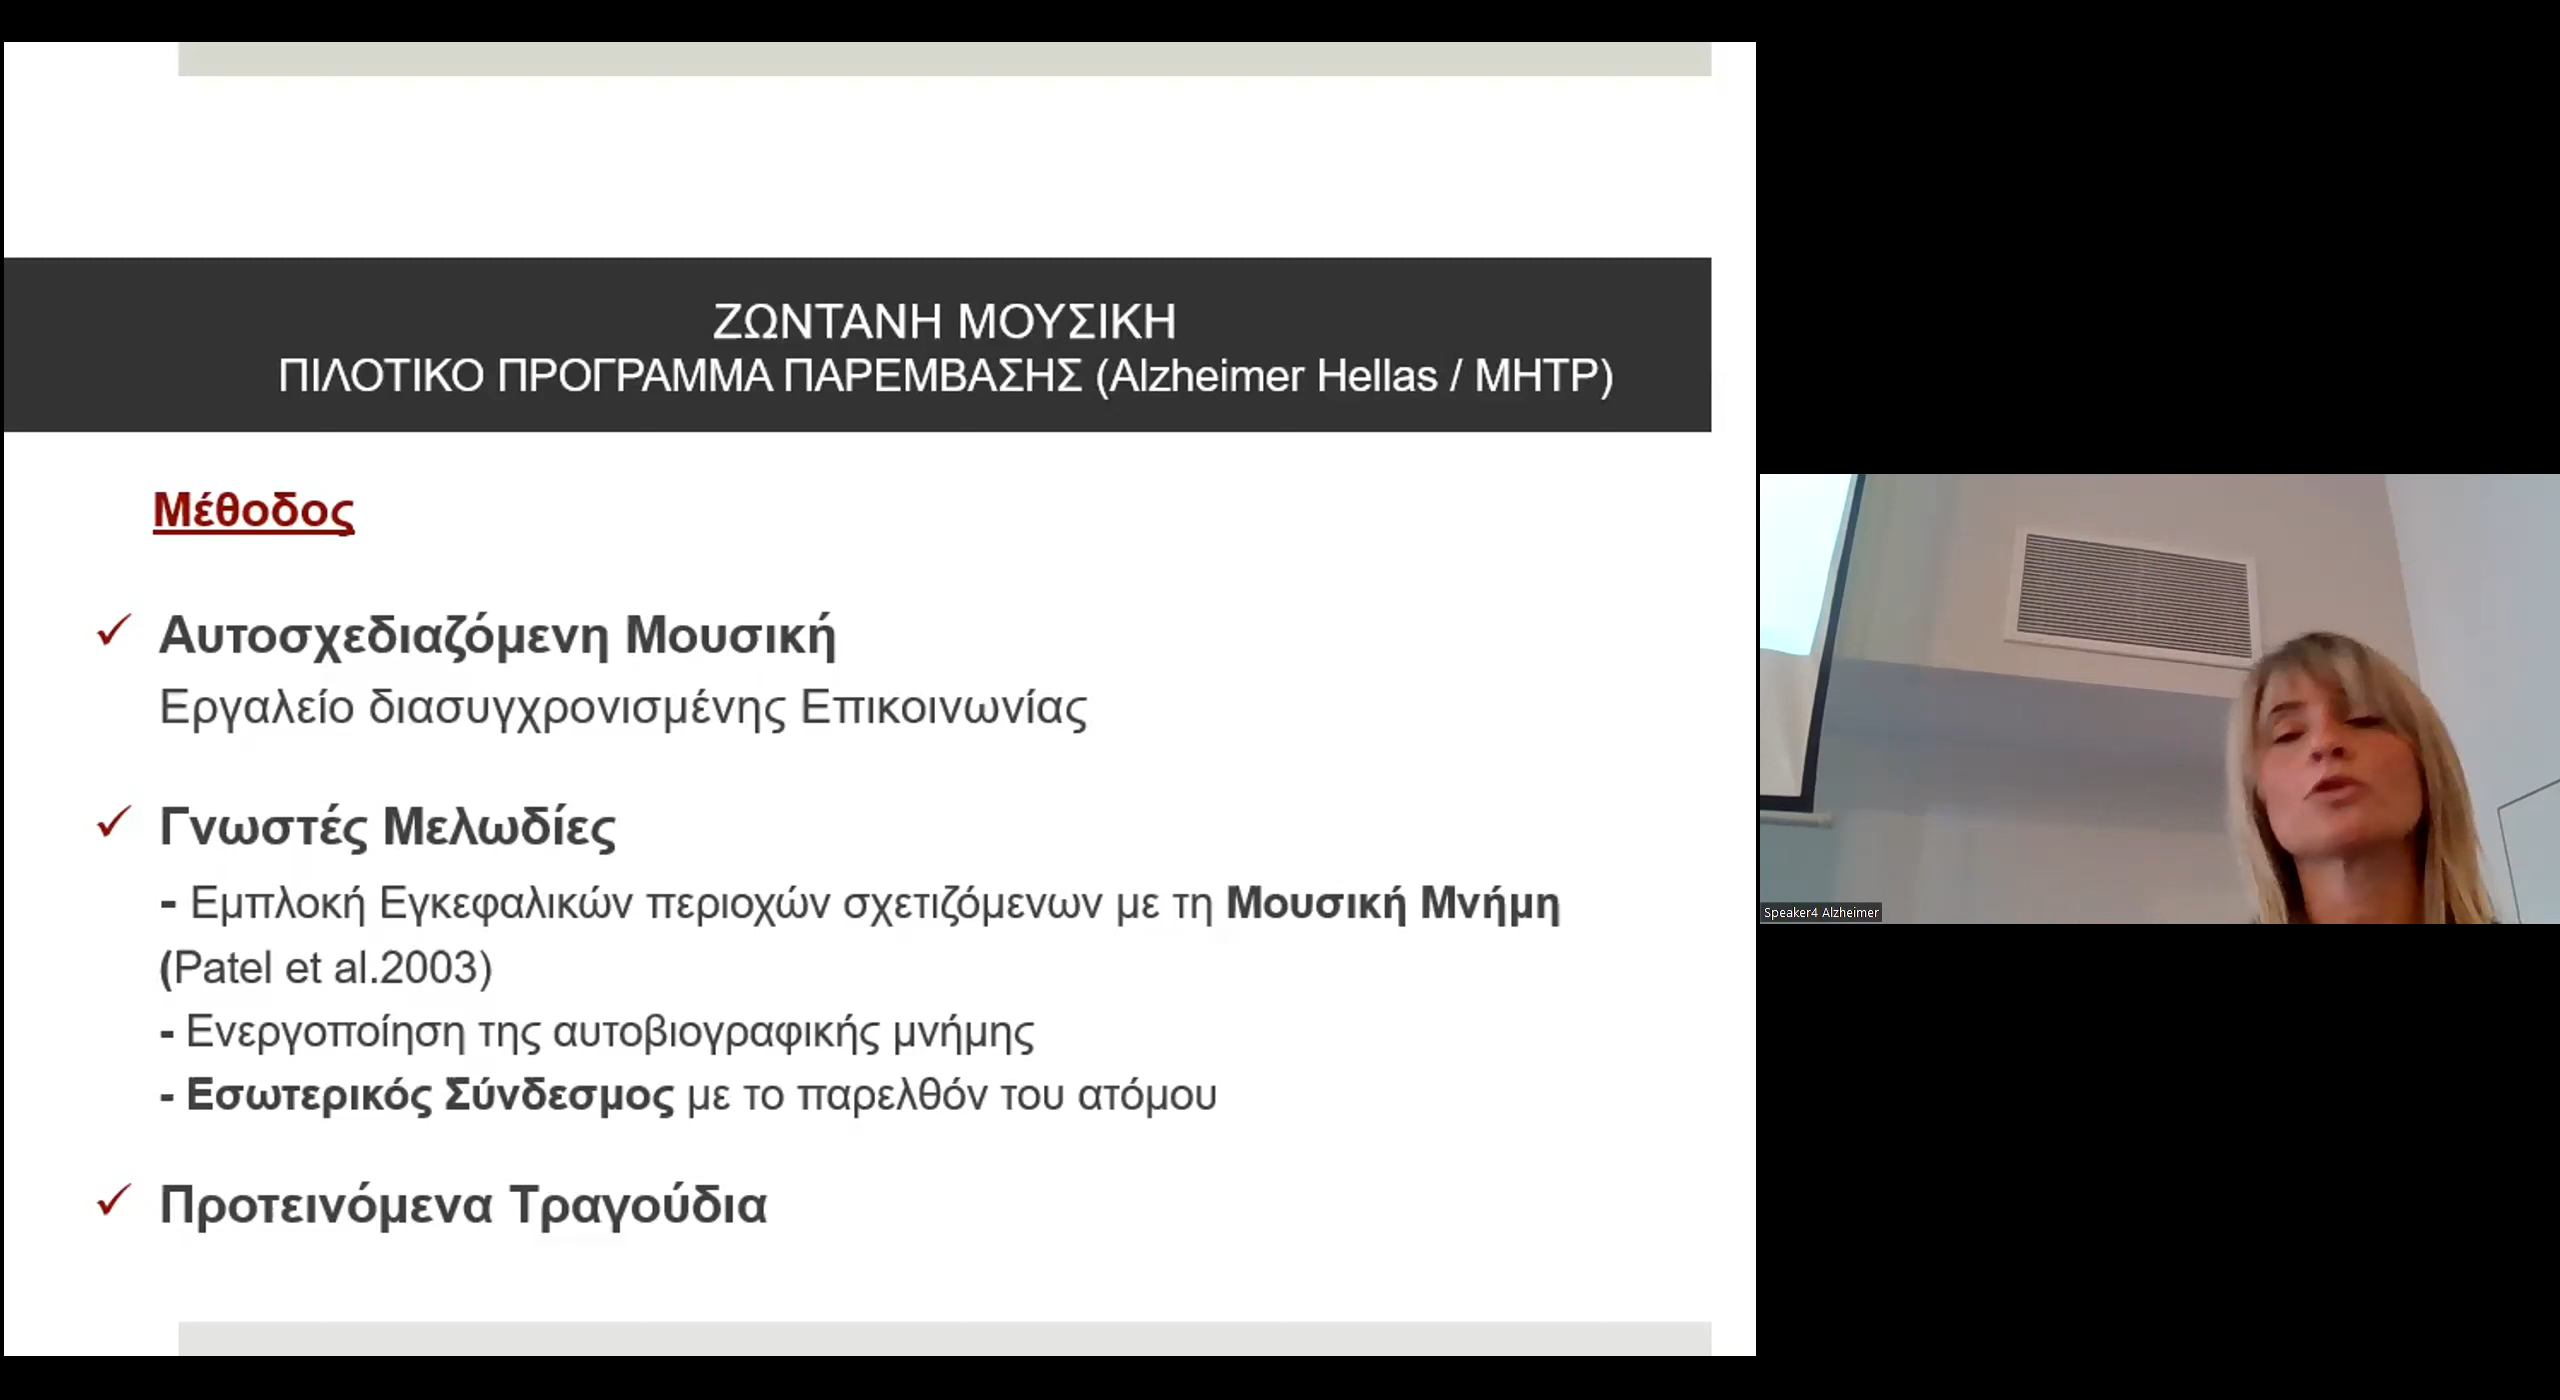 ΖΩΝΤΑΝΗ ΜΟΥΣΙΚΗ
ΠΙΛΟΤΙΚΟ ΠΡΟΓΡΑΜΜΑ ΠΑΡΕΜΒΑΣΗΣ (Alzheimer Hellas / ΜΗΤΡ)
Μέθοδος
✓ Αυτοσχεδιαζόμενη Μουσική
Εργαλείο διασυγχρονισμένης Επικοινωνίας
✓ Γνωστές Μελωδίες
- Εμπλοκή Εγκεφαλικών περιοχών σχετιζόμενων με τη Μουσική Μνήμη
(Patel et al.2003)
- Ενεργοποίηση της αυτοβιογραφικής μνήμης
- Εσωτερικός Σύνδεσμος με το παρελθόν του ατόμου
✓ Προτεινόμενα Τραγούδια
Speaker4 Alzheimer